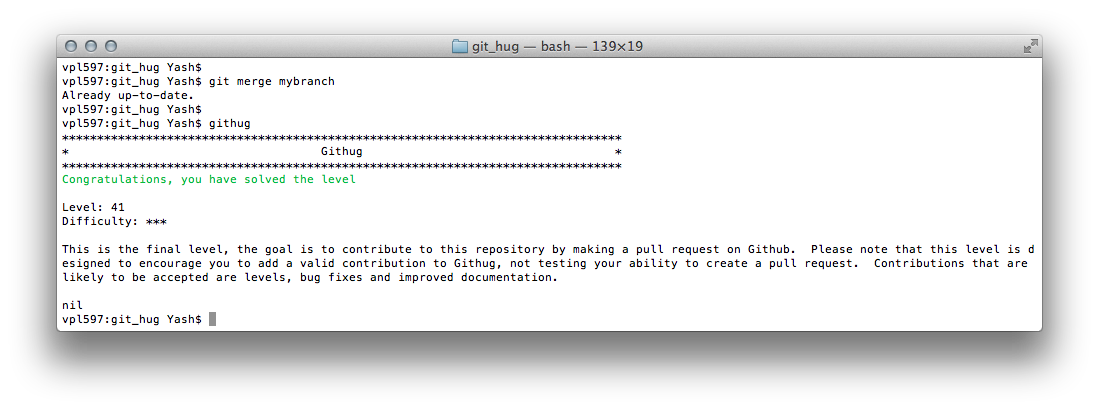 git_hug — bash — 139×19
vpl597:git_hug Yash$
vpl597:git_hug Yash$ git merge mybranch
Already up-to-date.
vpl597:git_hug Yash$
vpl597:git_hug Yash$ githug
********************************************************************************
*                                    Githug                                    *
********************************************************************************
Congratulations, you have solved the level
Level: 41
Difficulty: ***
This is the final level, the goal is to contribute to this repository by making a pull request on Github.  Please note that this level is d
esigned to encourage you to add a valid contribution to Githug, not testing your ability to create a pull request.  Contributions that are
likely to be accepted are levels, bug fixes and improved documentation.
nil
vpl597:git_hug Yash$